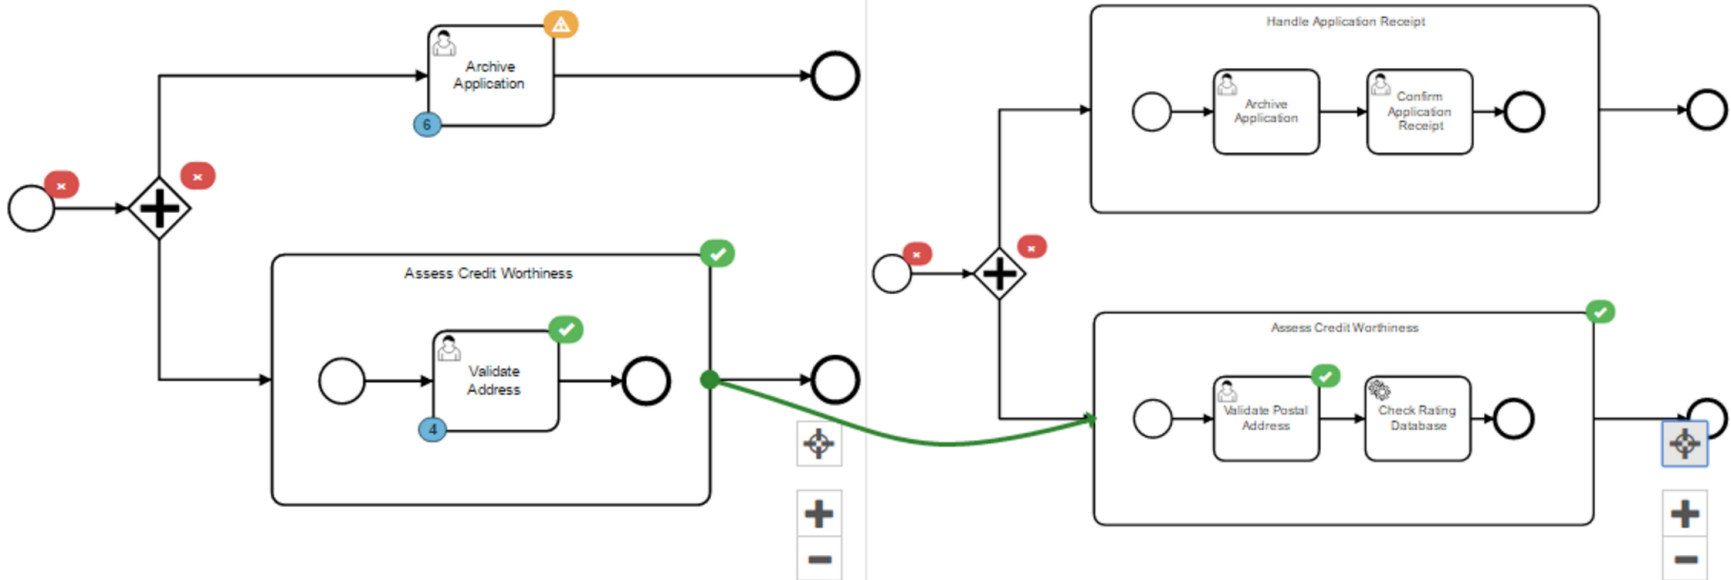 Archive
Application
6
Assess Credit Worthiness
Validate
Address
4
Handle Application Receipt
Archive
Application
Confirm
Application
Receipt
Assess Credit Worthiness
Validate Postal
Address
Check Rating
Database